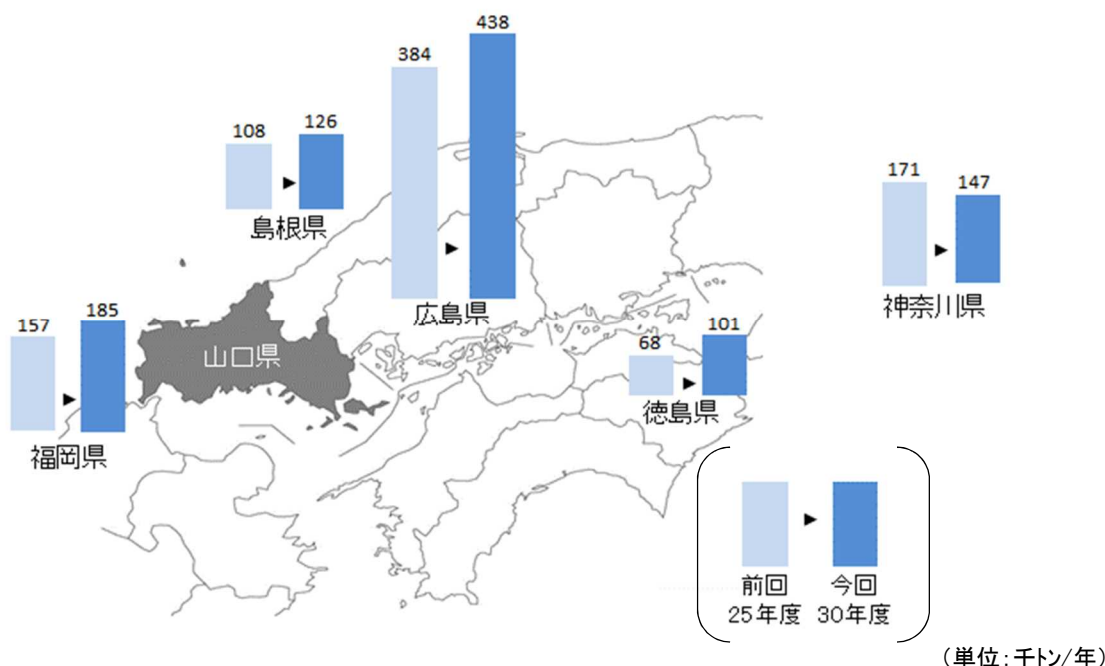 438
384
108
126
島根県
広島県
171
147
神奈川県
157
185
福岡県
山口県
68
101
徳島県
前回
25年度
今回
30年度
(単位:千トン/年)